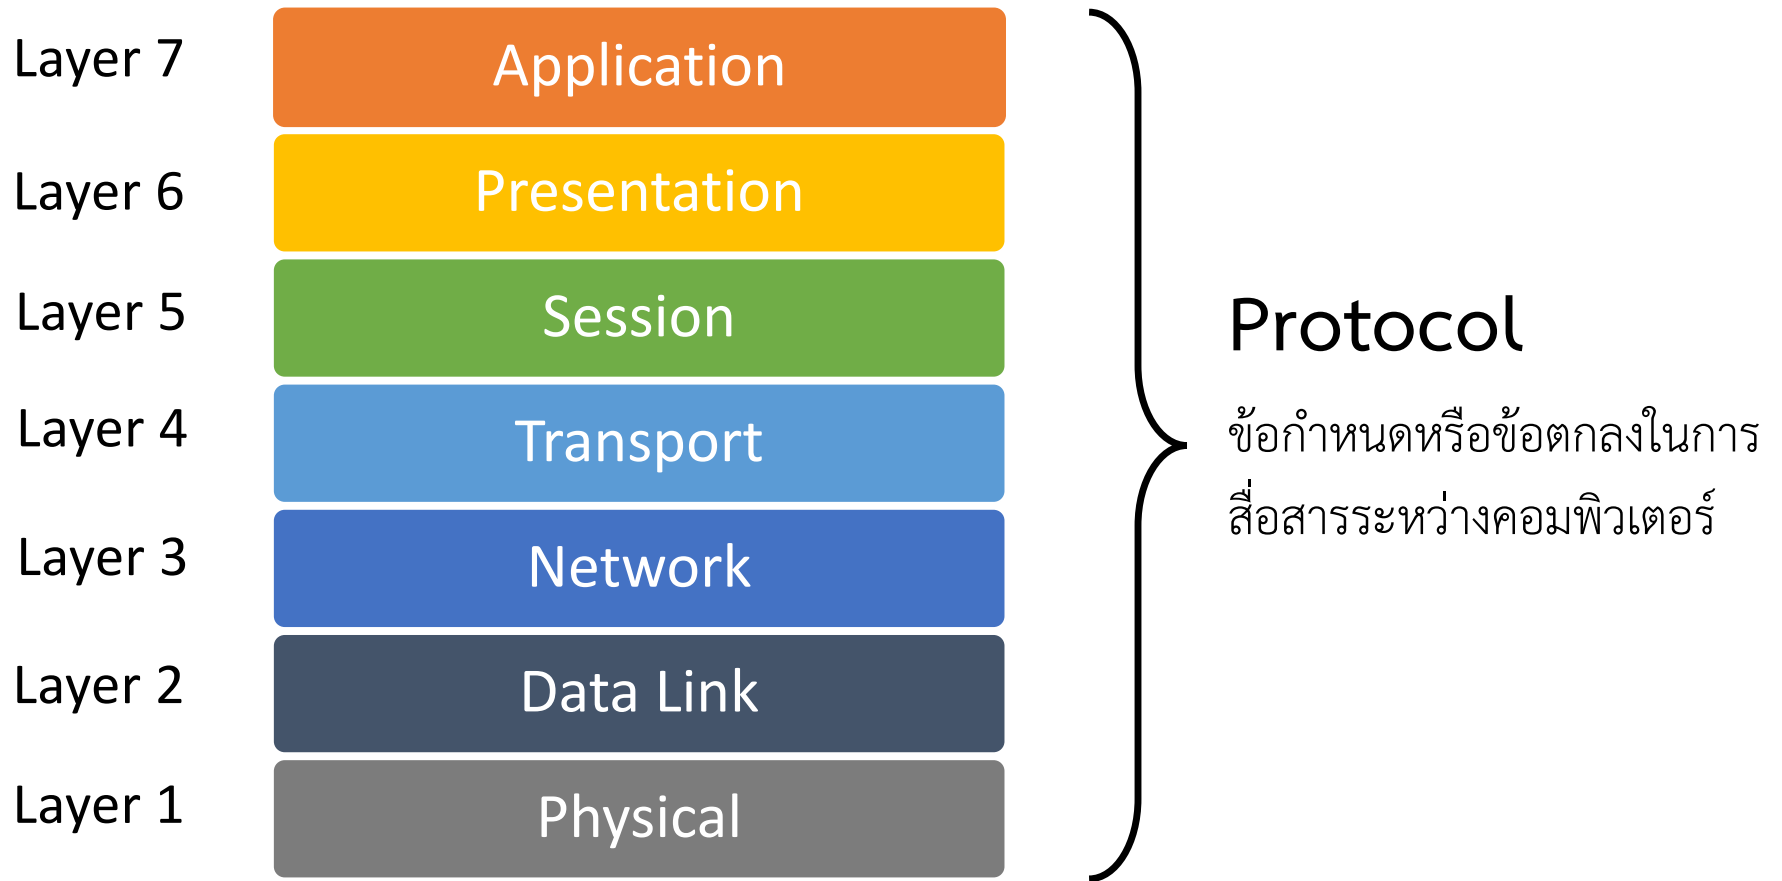 Layer 7 Application
Layer 6 Presentation
Layer 5 Session
Layer 4 Transport
Layer 3 Network
Layer 2 Data Link
Layer 1 Physical
Protocol
ข้อกำหนดหรือข้อตกลงในการ
สื่อสารระหว่างคอมพิวเตอร์